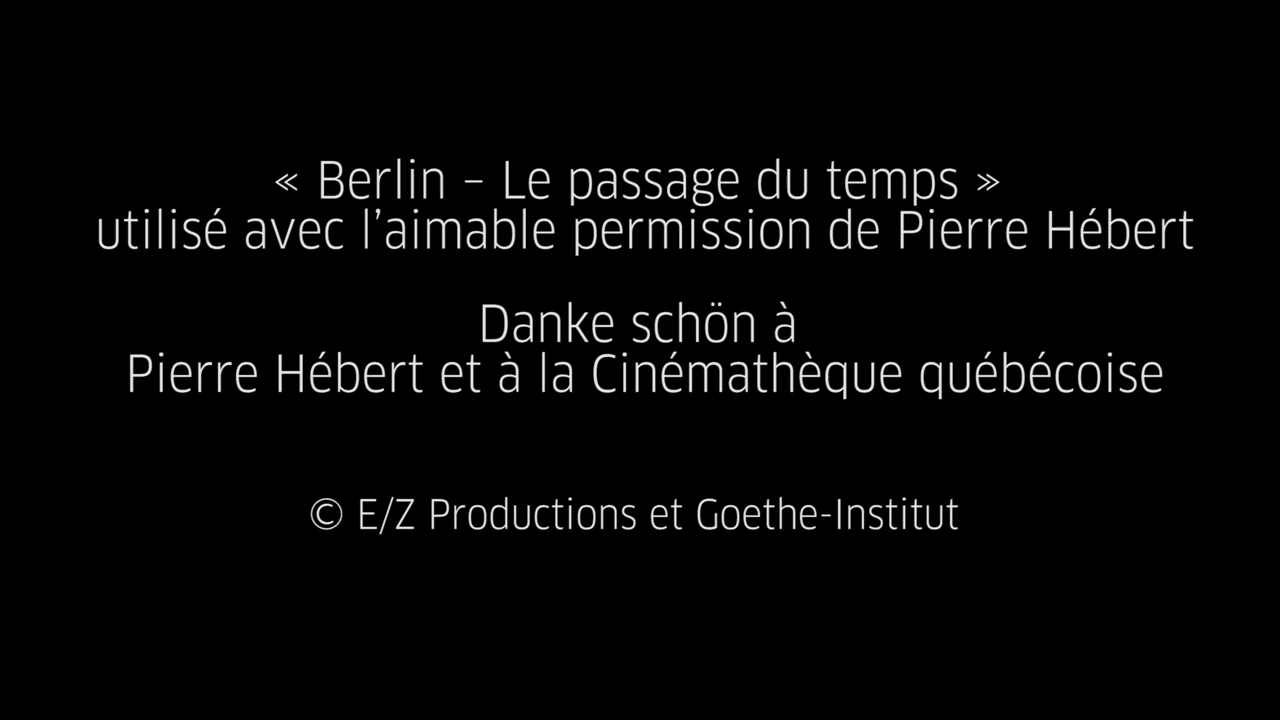 « Berlin – Le passage du temps »
utilisé avec l’aimable permission de Pierre Hébert
Danke schön à
Pierre Hébert et à la Cinémathèque québécoise
© E/Z Productions et Goethe-Institut